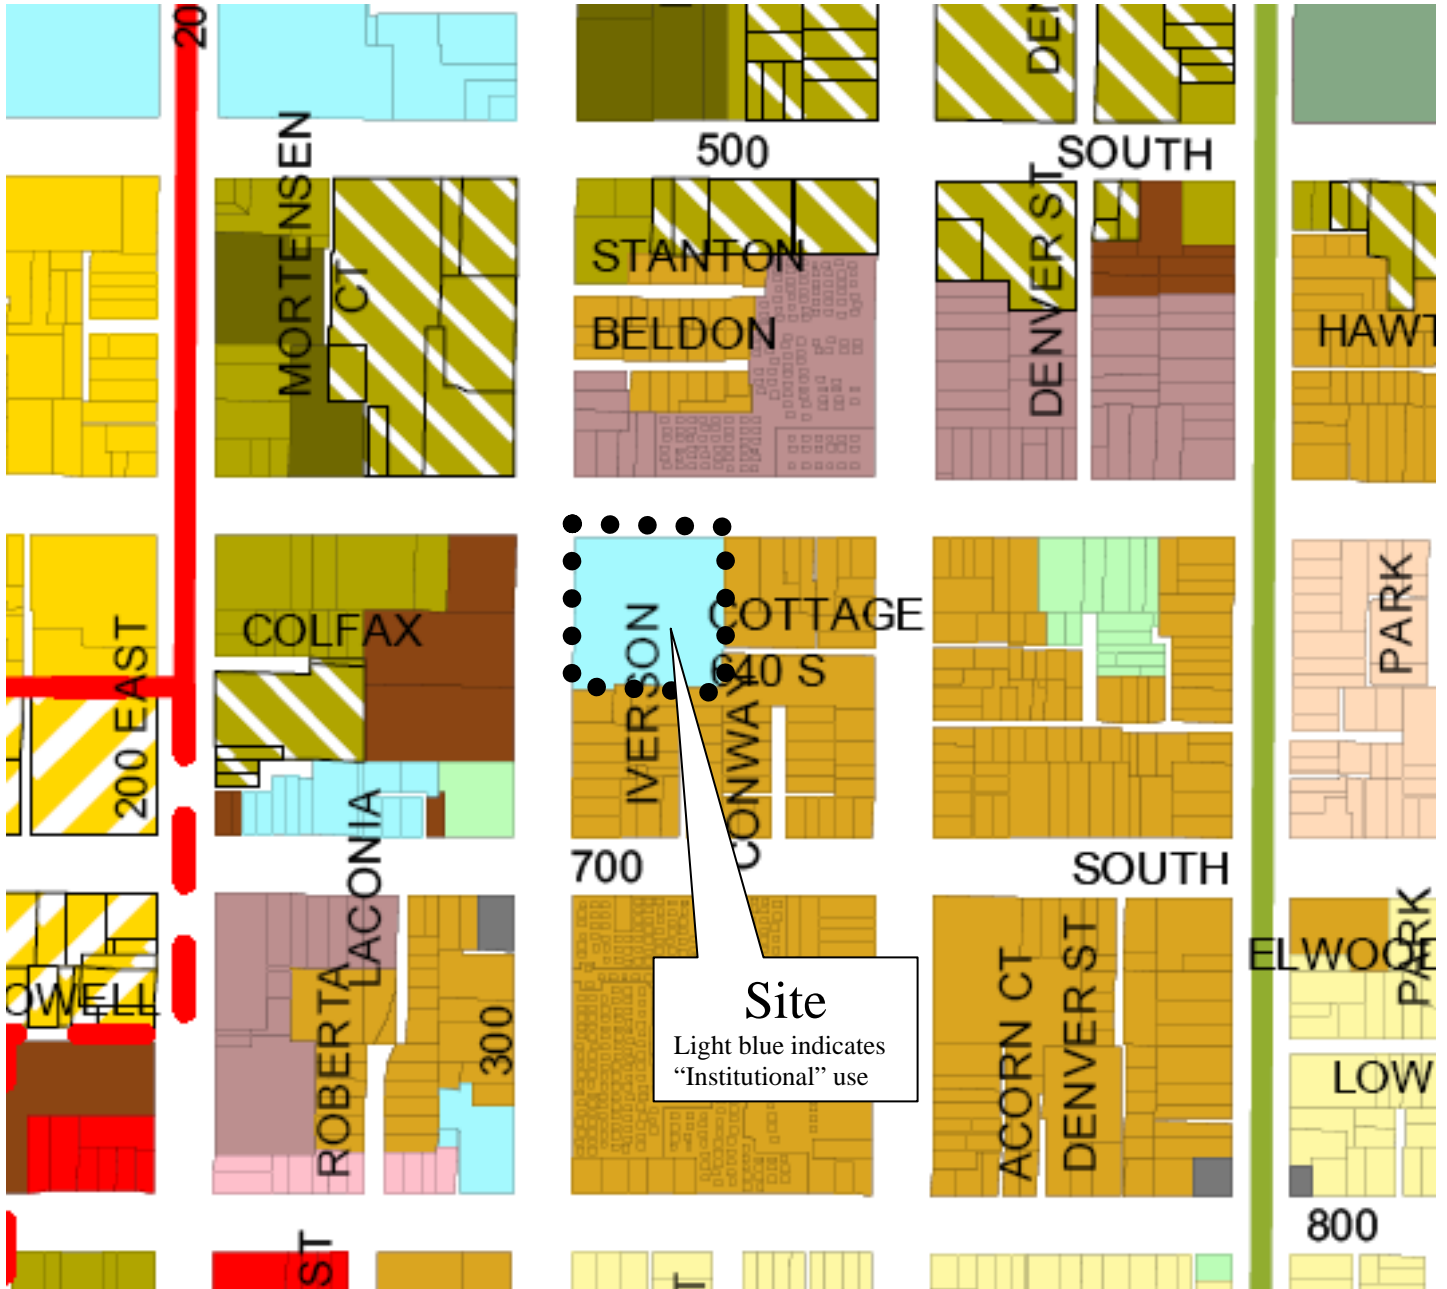 20
DEN
MORTENSEN
500
SOUTH
STANTON
CT
DENVER ST
BELDON
HAWT
COLFAX
COTTAGE
PARK
200 EAST
IVERSON
640 S
CONWAY
LACONIA
700
SOUTH
PARK
ELWOOD
OWELL
ROBERTA
300
Site
Light blue indicates
“Institutional” use
ACORN CT
DENVER ST
LOW
800
ST
T